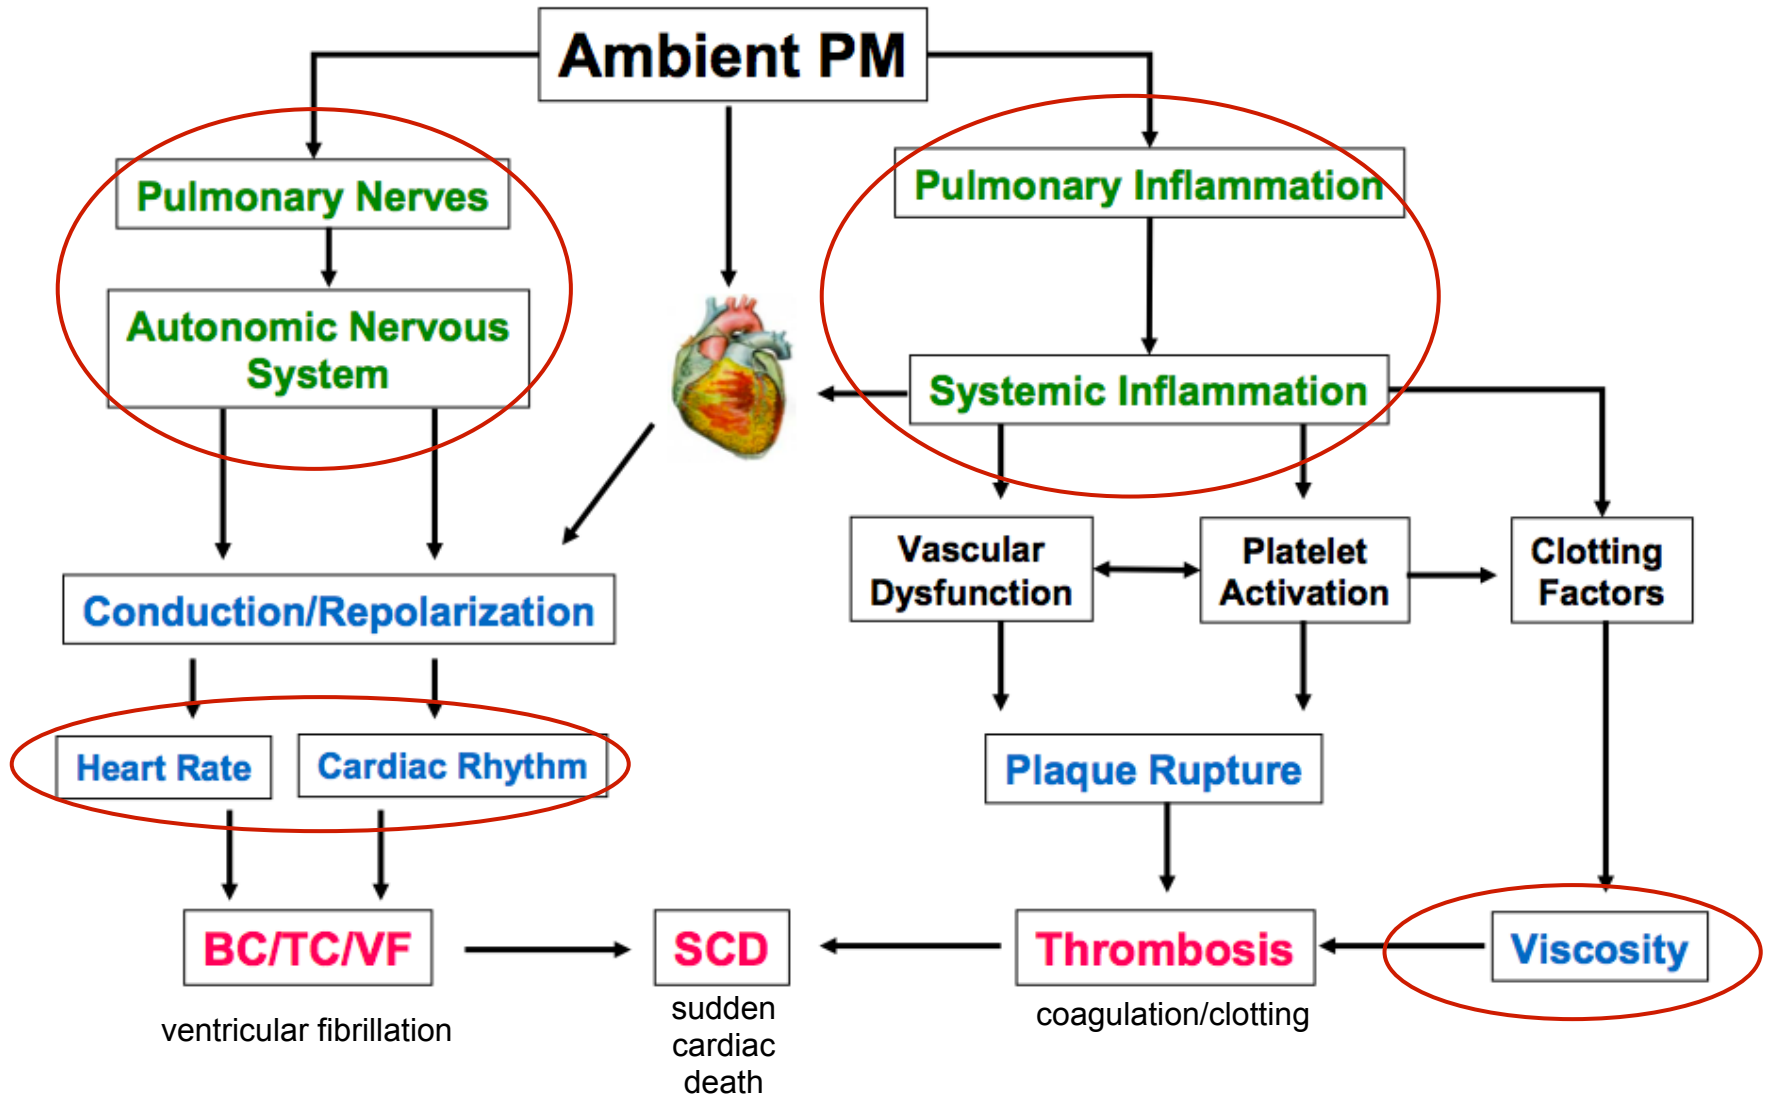 Ambient PM
Pulmonary Nerves
Pulmonary Inflammation
Autonomic Nervous
System
Systemic Inflammation
Vascular
Dysfunction
Platelet
Activation
Clotting
Factors
Conduction/Repolarization
Heart Rate
Cardiac Rhythm
Plaque Rupture
BC/TC/VF
SCD
Thrombosis
Viscosity
ventricular fibrillation
sudden
cardiac
death
coagulation/clotting